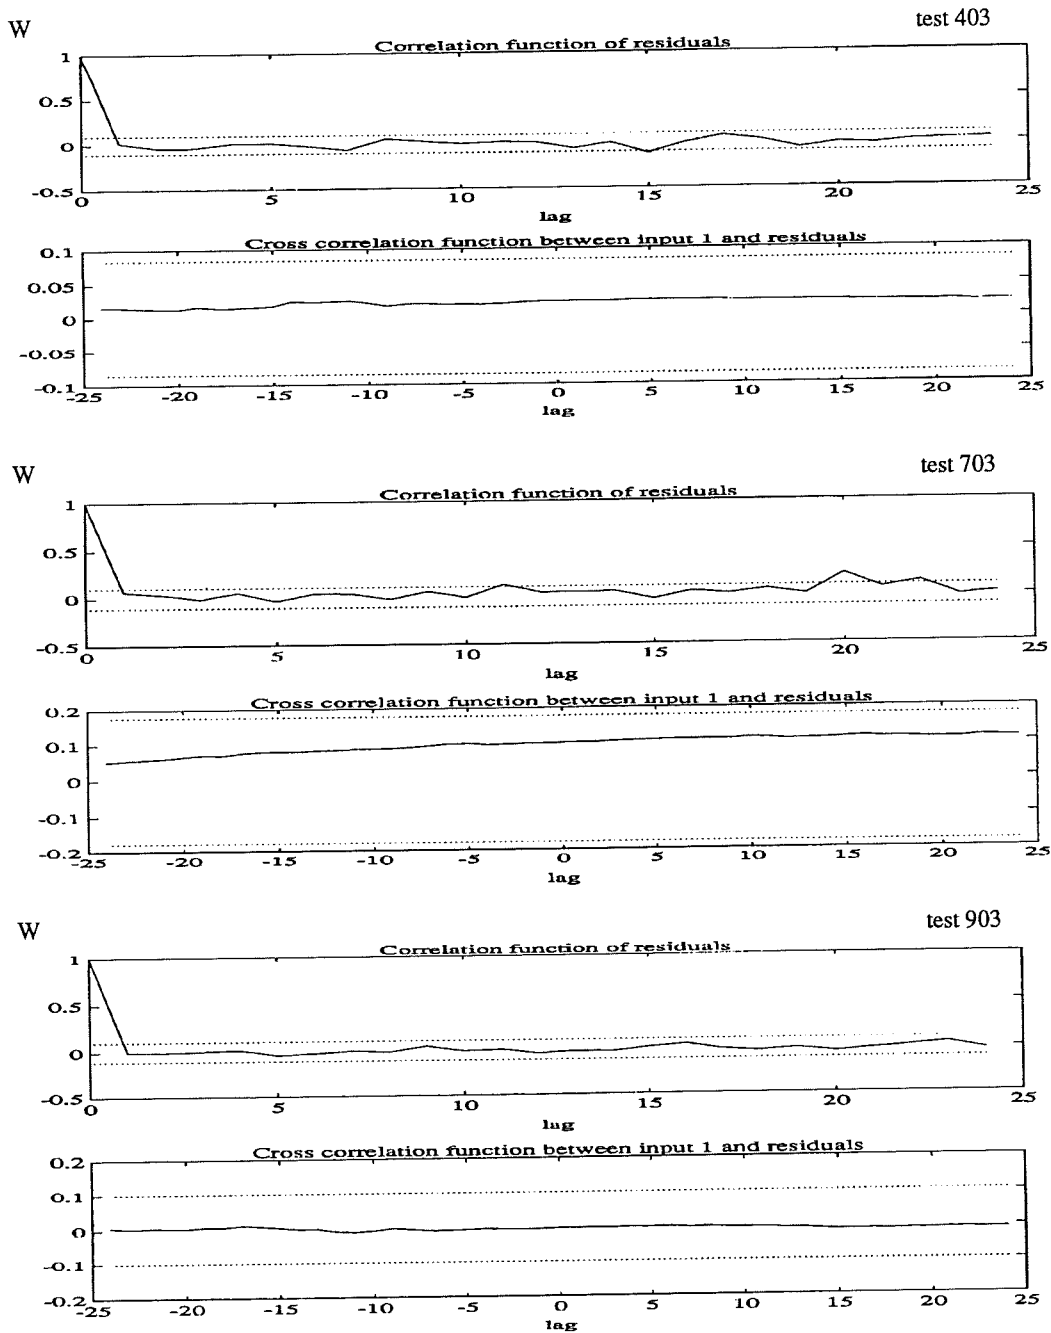 W
test 403
Correlation function of residuals
1
0.5
0
-0.5
0 5 10 15 20 25
lag
Cross correlation function between input 1 and residuals
0.1
0.05
0
-0.05
-0.1
-25 -20 -15 -10 -5 0 5 10 15 20 25
lag
W
test 703
Correlation function of residuals
1
0.5
0
-0.5
0 5 10 15 20 25
lag
Cross correlation function between input 1 and residuals
0.2
0.1
0
-0.1
-0.2
-25 -20 -15 -10 -5 0 5 10 15 20 25
lag
W
test 903
Correlation function of residuals
1
0.5
0
-0.5
0 5 10 15 20 25
lag
Cross correlation function between input 1 and residuals
0.2
0.1
0
-0.1
-0.2
-25 -20 -15 -10 -5 0 5 10 15 20 25
lag